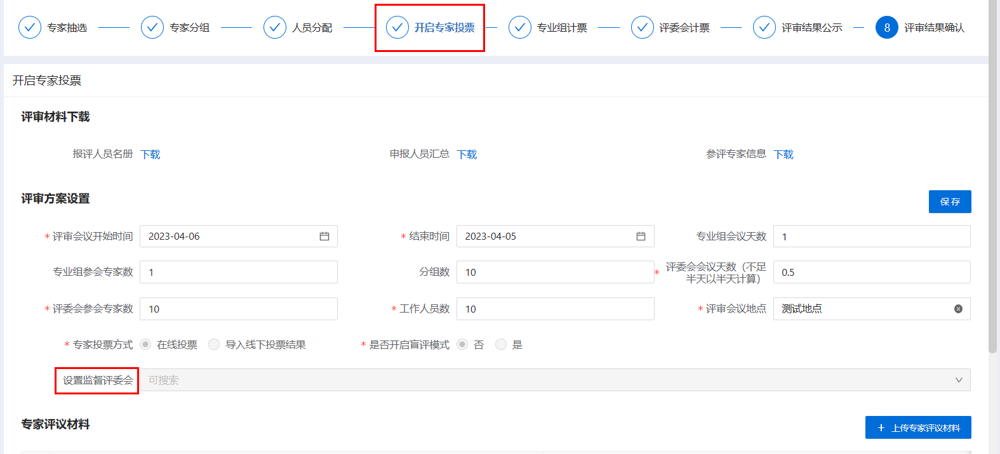 专家抽选 专家分组 人员分配 开启专家投票 专业组计票 评委会计票 评审结果公示 8 评审结果确认
开启专家投票
评审材料下载
报评人员名册 下载 申报人员汇总 下载 参评专家信息 下载
评审方案设置 保存
* 评审会议开始时间 2023-04-06 * 结束时间 2023-04-05 专业组会议天数 1
专业组参会专家数 1 分组数 10 * 评委会会议天数（不足
半天以半天计算） 0.5
* 评委会参会专家数 10 * 工作人员数 10 * 评审会议地点 测试地点
* 专家投票方式 在线投票 导入线下投票结果 * 是否开启盲评模式 否 是
设置监督评委会 可搜索
专家评议材料 + 上传专家评议材料